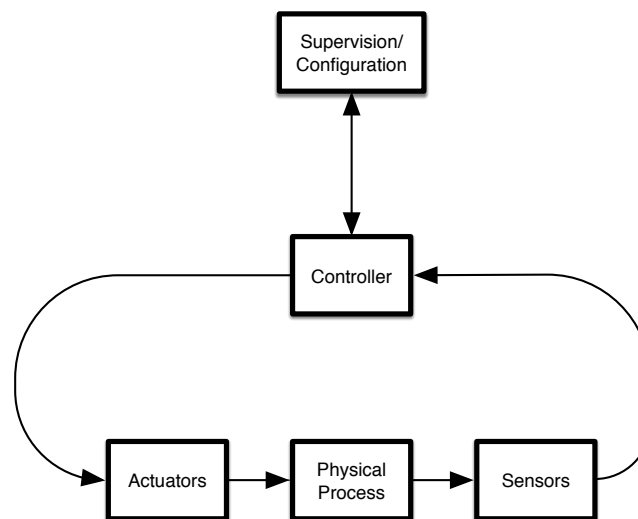 Supervision/
Configuration
Controller
Actuators
Physical
Process
Sensors